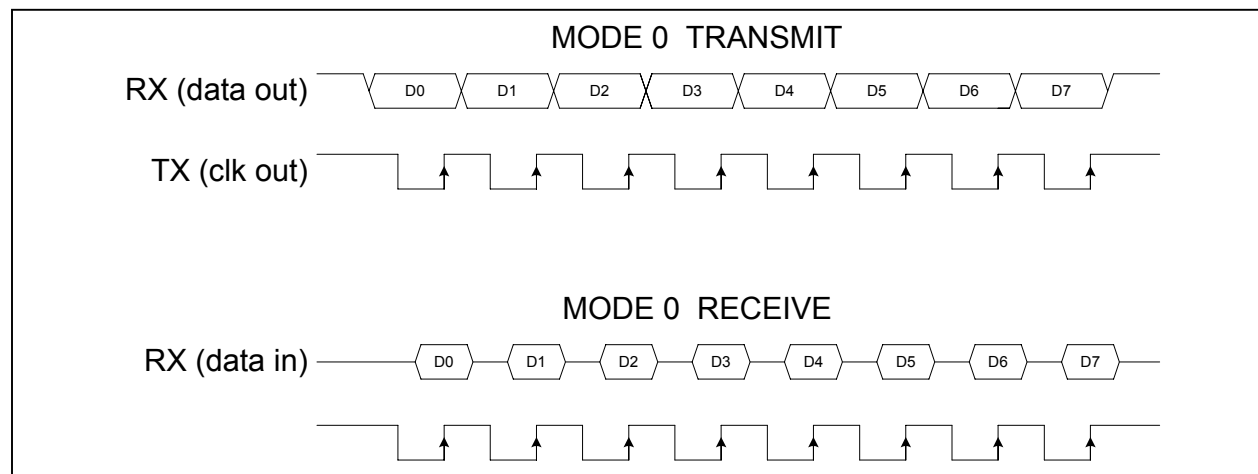 MODE 0 TRANSMIT
RX (data out) D0 D1 D2 D3 D4 D5 D6 D7
TX (clk out)
MODE 0 RECEIVE
RX (data in) D0 D1 D2 D3 D4 D5 D6 D7